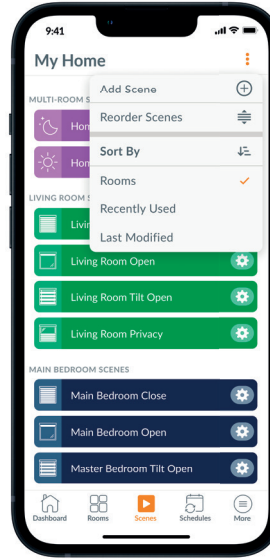 9:41
My Home
Add Scene
MULTI-ROOM S
Reorder Scenes
Hom
Sort By
Hom
Rooms
LIVING ROOM S
Recently Used
Livin
Last Modified
Living Room Open
Living Room Tilt Open
Living Room Privacy
MAIN BEDROOM SCENES
Main Bedroom Close
Main Bedroom Open
Master Bedroom Tilt Open
Dashboard
Rooms
Scenes
Schedules
More